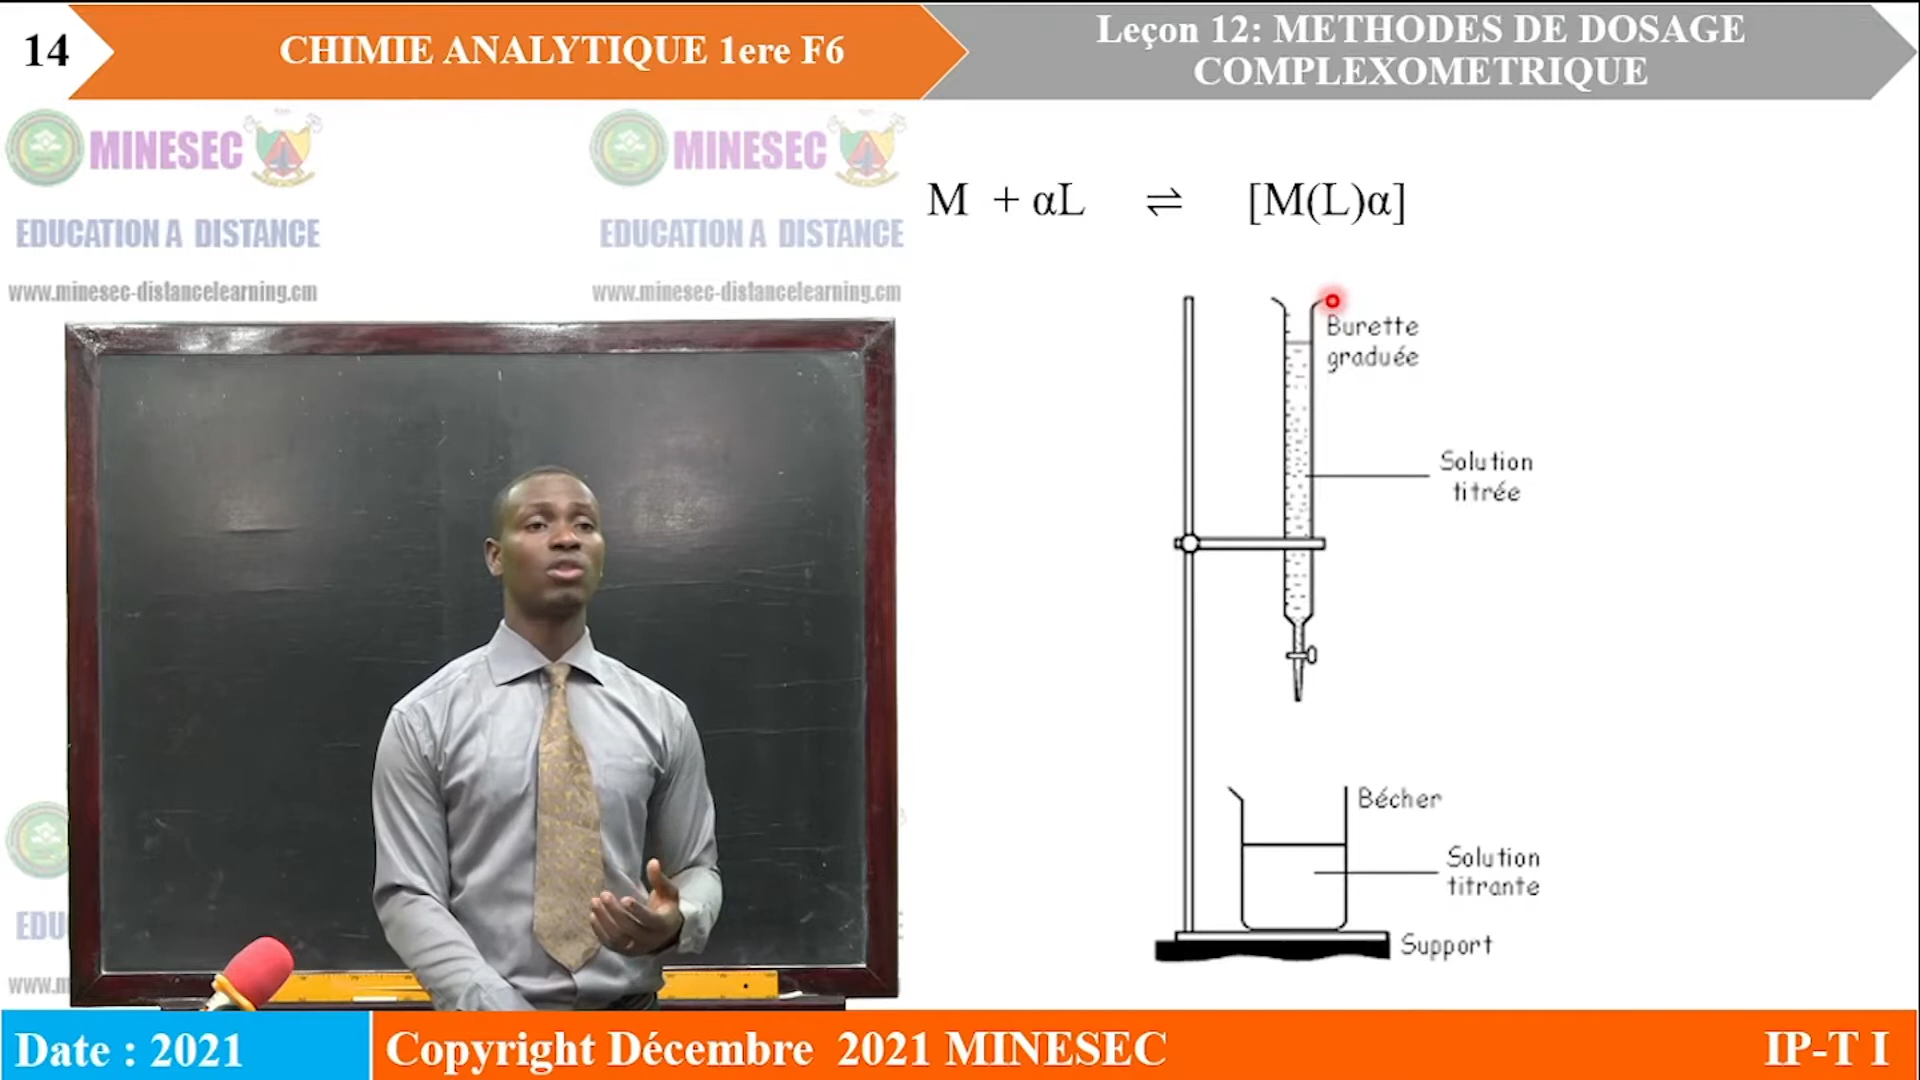 14
CHIMIE ANALYTIQUE 1ere F6
Leçon 12: METHODES DE DOSAGE
COMPLEXOMETRIQUE
MINESEC
EDUCATION A DISTANCE
www.minesec-distancelearning.cm
MINESEC
EDUCATION A DISTANCE
www.minesec-distancelearning.cm
M + αL ⇌ [M(L)α]
Burette
graduée
Solution
titrée
Bécher
Solution
titrante
Support
EDU
www.m
Date : 2021
Copyright Décembre 2021 MINESEC
IP-T I